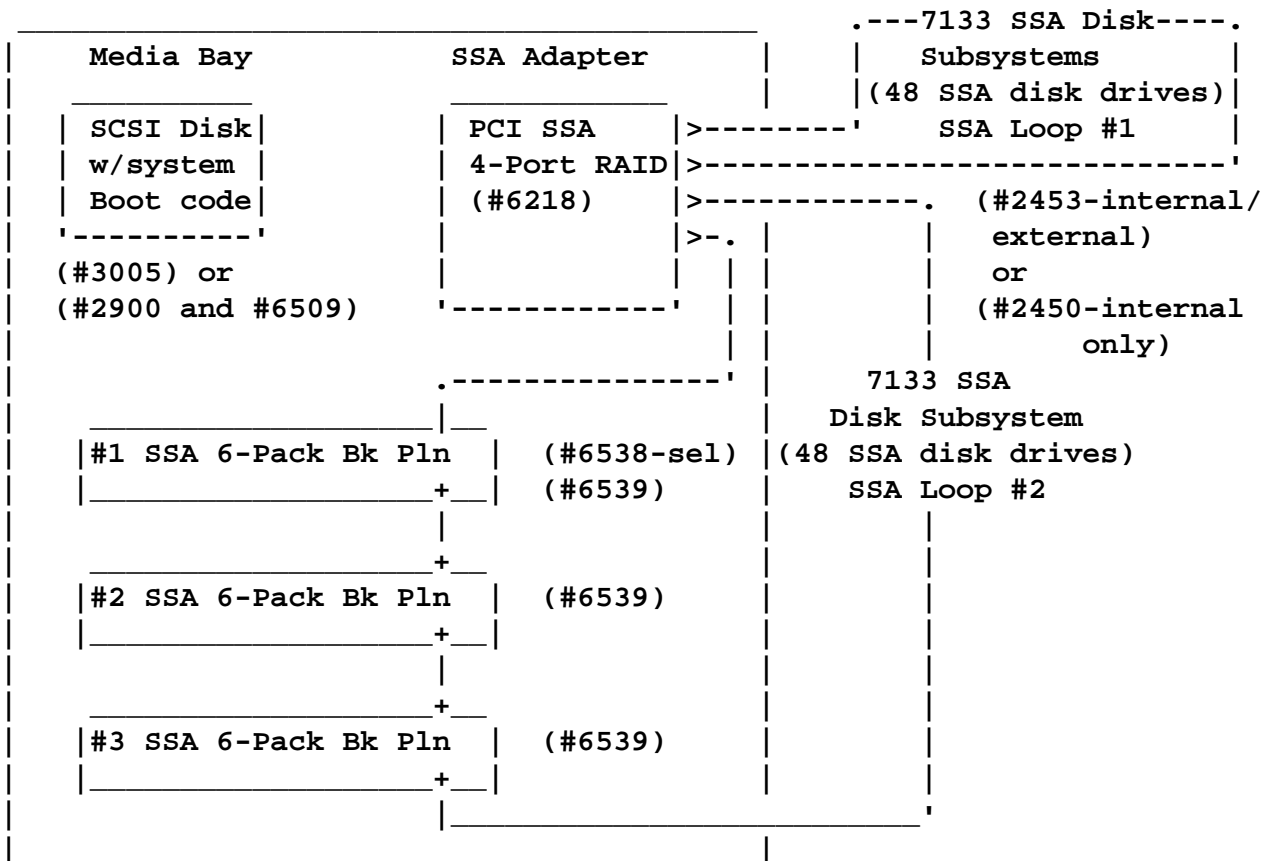 .---7133 SSA Disk----.
Media Bay SSA Adapter Subsystems
(48 SSA disk drives)
SCSI Disk PCI SSA SSA Loop #1
w/system 4-Port RAID
Boot code (#6218) (#2453-internal/
external)
(#3005) or or
(#2900 and #6509) (#2450-internal
only)
7133 SSA
Disk Subsystem
#1 SSA 6-Pack Bk Pln (#6538-sel) (48 SSA disk drives)
(#6539) SSA Loop #2
#2 SSA 6-Pack Bk Pln (#6539)
#3 SSA 6-Pack Bk Pln (#6539)